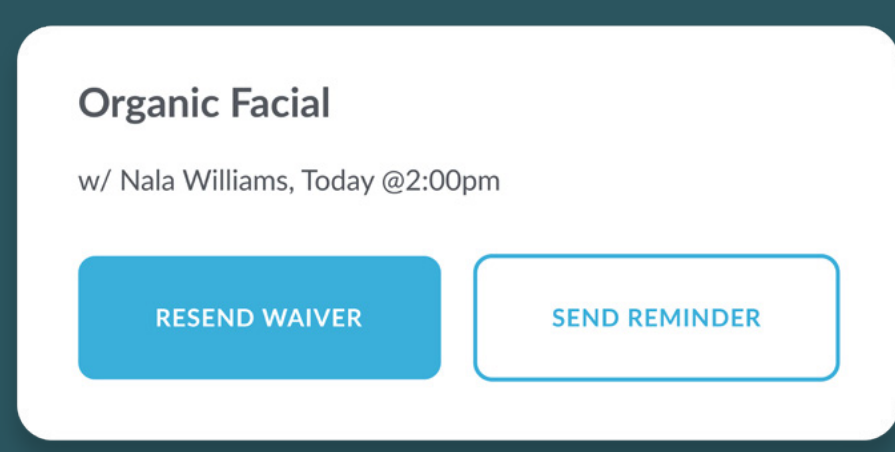 Organic Facial
w/ Nala Williams, Today @2:00pm
RESEND WAIVER
SEND REMINDER